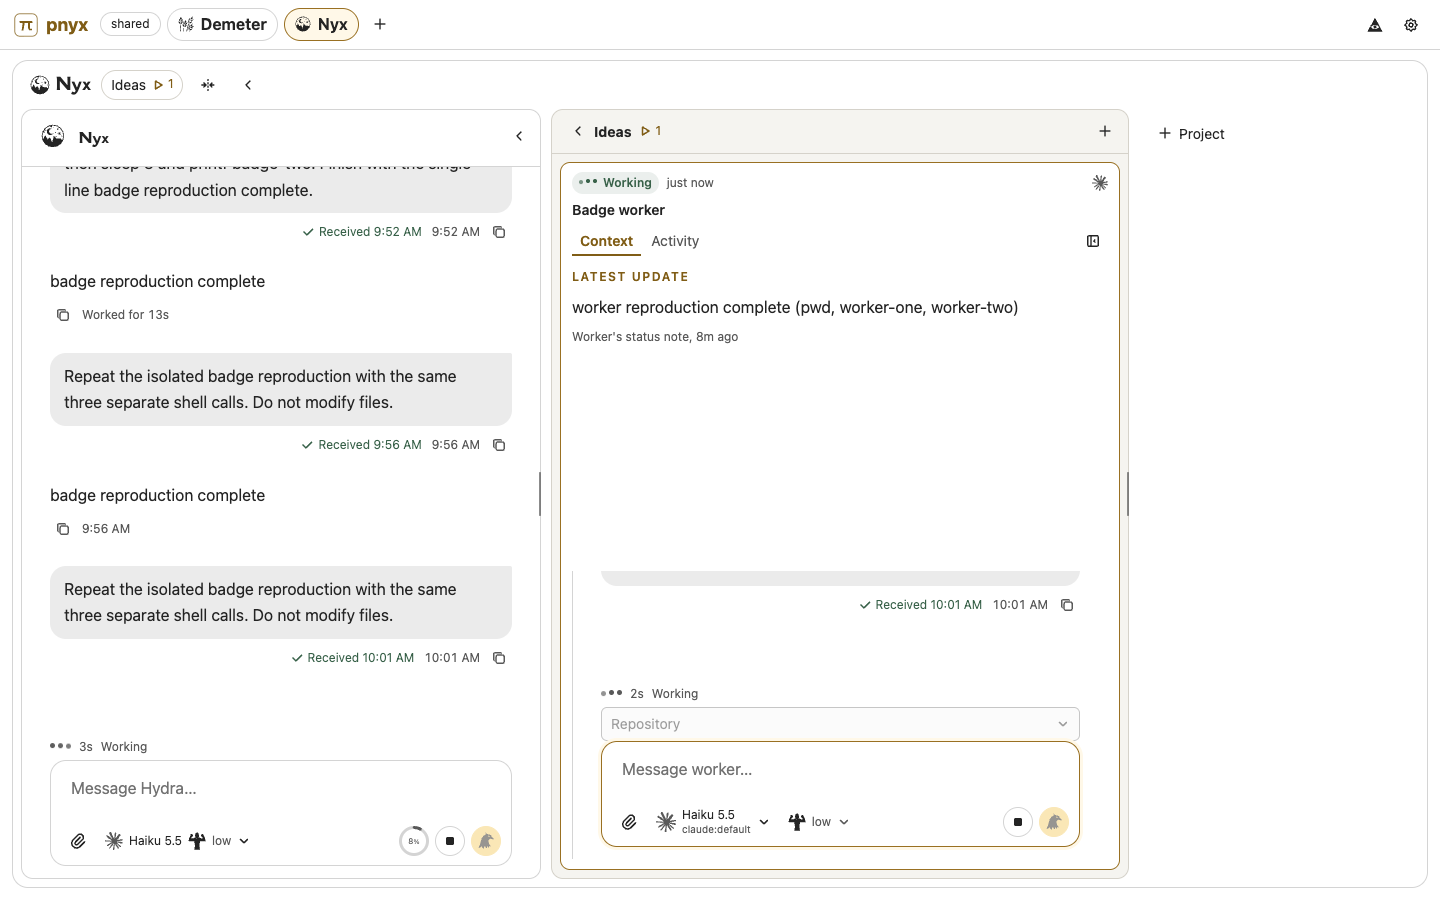 pnyx
shared
Demeter
Nyx
Nyx
Ideas 1
Nyx
line badge reproduction complete.
Received 9:52 AM 9:52 AM
badge reproduction complete
Worked for 13s
Repeat the isolated badge reproduction with the same
three separate shell calls. Do not modify files.
Received 9:56 AM 9:56 AM
badge reproduction complete
9:56 AM
Repeat the isolated badge reproduction with the same
three separate shell calls. Do not modify files.
Received 10:01 AM 10:01 AM
3s Working
Message Hydra...
Haiku 5.5 low
8%
Ideas 1
Working just now
Badge worker
Context Activity
LATEST UPDATE
worker reproduction complete (pwd, worker-one, worker-two)
Worker's status note, 8m ago
Received 10:01 AM 10:01 AM
2s Working
Repository
Message worker...
Haiku 5.5
claude:default
low
+ Project